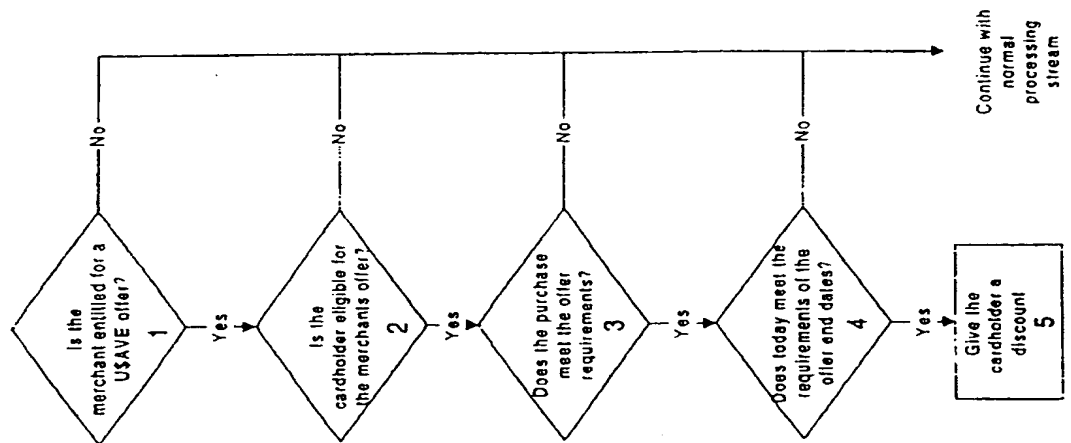 Is the
merchant entitled for a
U$AVE offer?
1
No
Yes
Is the
cardholder eligible for
the merchants offer?
2
No
Yes
Does the purchase
meet the offer
requirements?
3
No
Yes
Does today meet the
requirements of the
offer end dates?
4
No
Yes
Give the
cardholder a
discount
5
Continue with
normal
processing
stream